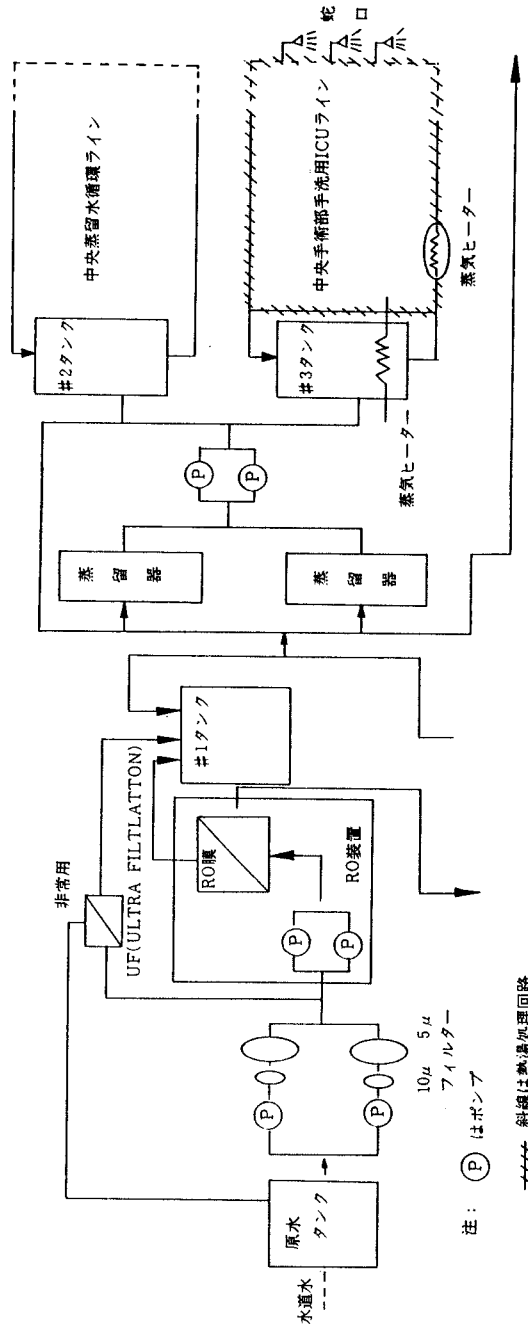 水道水
原水
タンク
P
P
10μ 5μ
フィルター
非常用
UF(ULTRA FILTLATTON)
P
P
RO膜
RO装置
#1タンク
蒸留器
蒸留器
P
P
#2タンク
中央蒸留水循環ライン
#3タンク
蒸気ヒーター
中央手術部手洗用ICUライン
蒸気ヒーター
蛇口
注: P はポンプ
斜線は熱湯処理回路